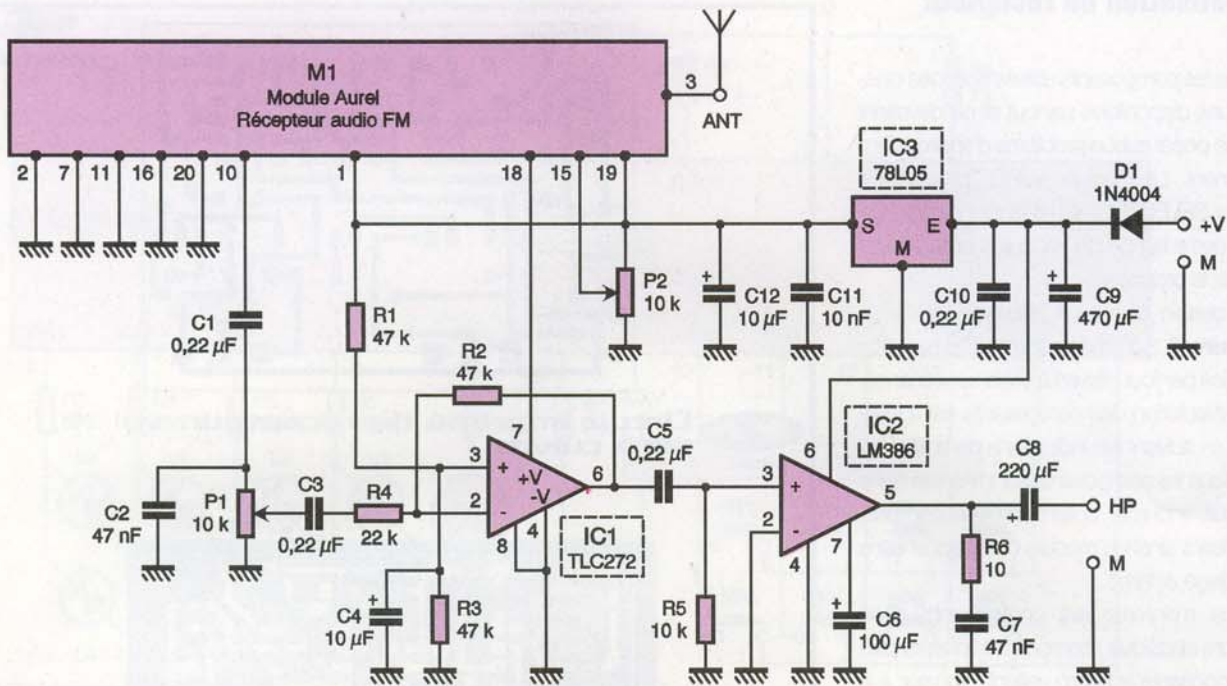 M1
Module Aurel
Récepteur audio FM
3
ANT
2
7
11
16
20
10
1
18
15
19
IC3
78L05
S
E
M
D1
1N4004
+V
M
P2
10 k
+
C12
10 µF
C11
10 nF
C10
0,22 µF
+
C9
470 µF
C1
0,22 µF
R1
47 k
R2
47 k
C2
47 nF
P1
10 k
C3
0,22 µF
R4
22 k
3
+
2
-
+V
-V
6
8
4
IC1
TLC272
C5
0,22 µF
IC2
LM386
6
3
+
2
-
4
7
5
C8
220 µF
+
HP
M
R6
10
C7
47 nF
+
C4
10 µF
R3
47 k
R5
10 k
+
C6
100 µF